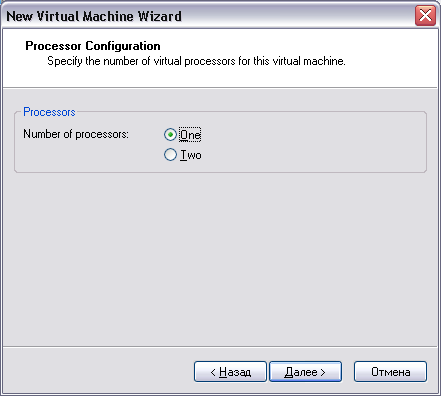 New Virtual Machine Wizard
Processor Configuration
Specify the number of virtual processors for this virtual machine.
Processors
Number of processors:
One
Two
< Назад
Далее >
Отмена